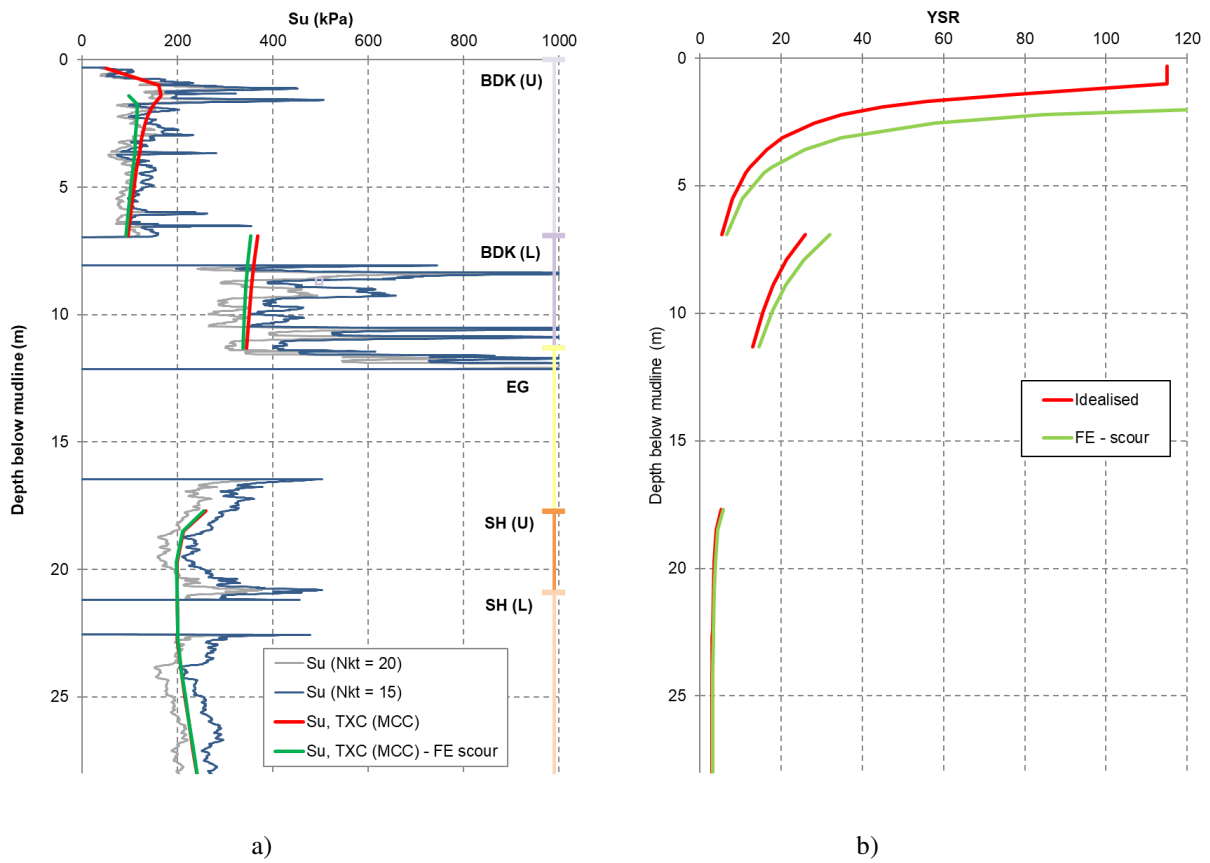 Su (kPa)
0 200 400 600 800 1000
0
5
10
15
20
25
Depth below mudline (m)
BDK (U)
BDK (L)
EG
SH (U)
SH (L)
Su (Nkt = 20)
Su (Nkt = 15)
Su, TXC (MCC)
Su, TXC (MCC) - FE scour
a)
YSR
0 20 40 60 80 100 120
0
5
10
15
20
25
Depth below mudline (m)
Idealised
FE - scour
b)